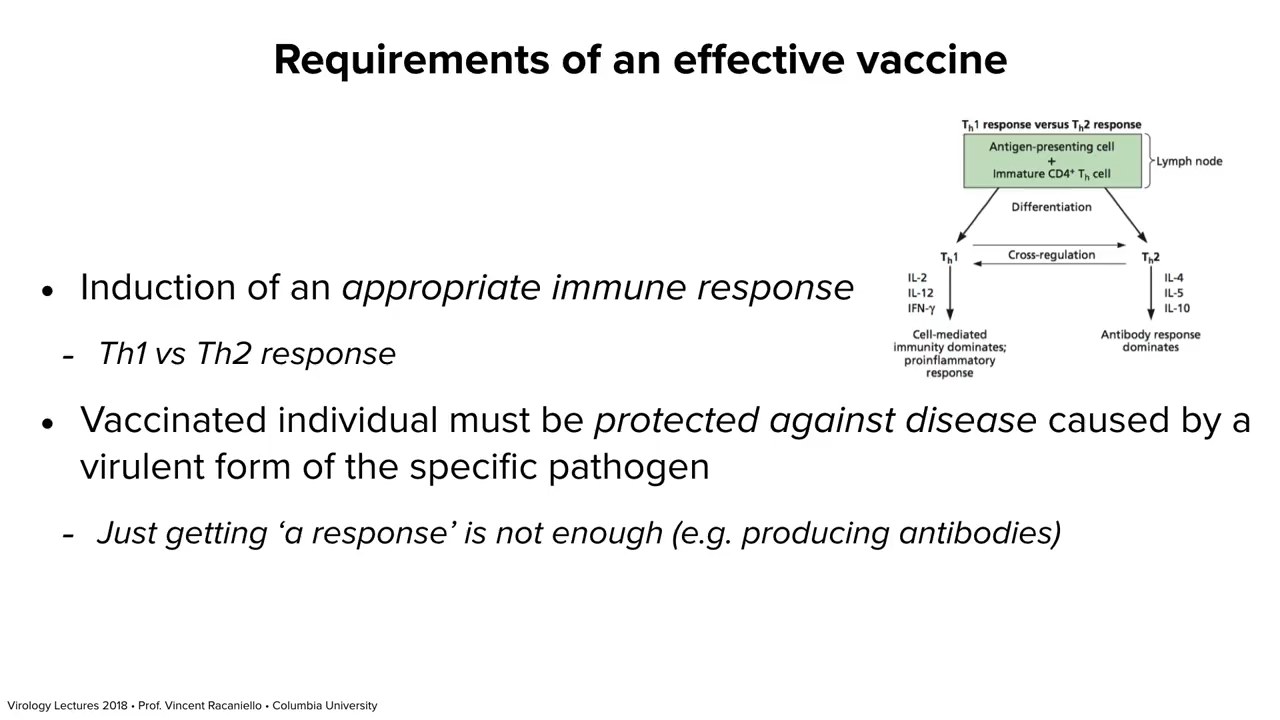 Requirements of an effective vaccine
Th1 response versus Th2 response
Antigen-presenting cell
+
Immature CD4⁺ Th cell
Lymph node
Differentiation
Th1
Cross-regulation
Th2
IL-2
IL-12
IFN-γ
IL-4
IL-5
IL-10
Cell-mediated
immunity dominates;
proinflammatory
response
Antibody response
dominates
• Induction of an appropriate immune response
- Th1 vs Th2 response
• Vaccinated individual must be protected against disease caused by a
virulent form of the specific pathogen
- Just getting ‘a response’ is not enough (e.g. producing antibodies)
Virology Lectures 2018 • Prof. Vincent Racaniello • Columbia University